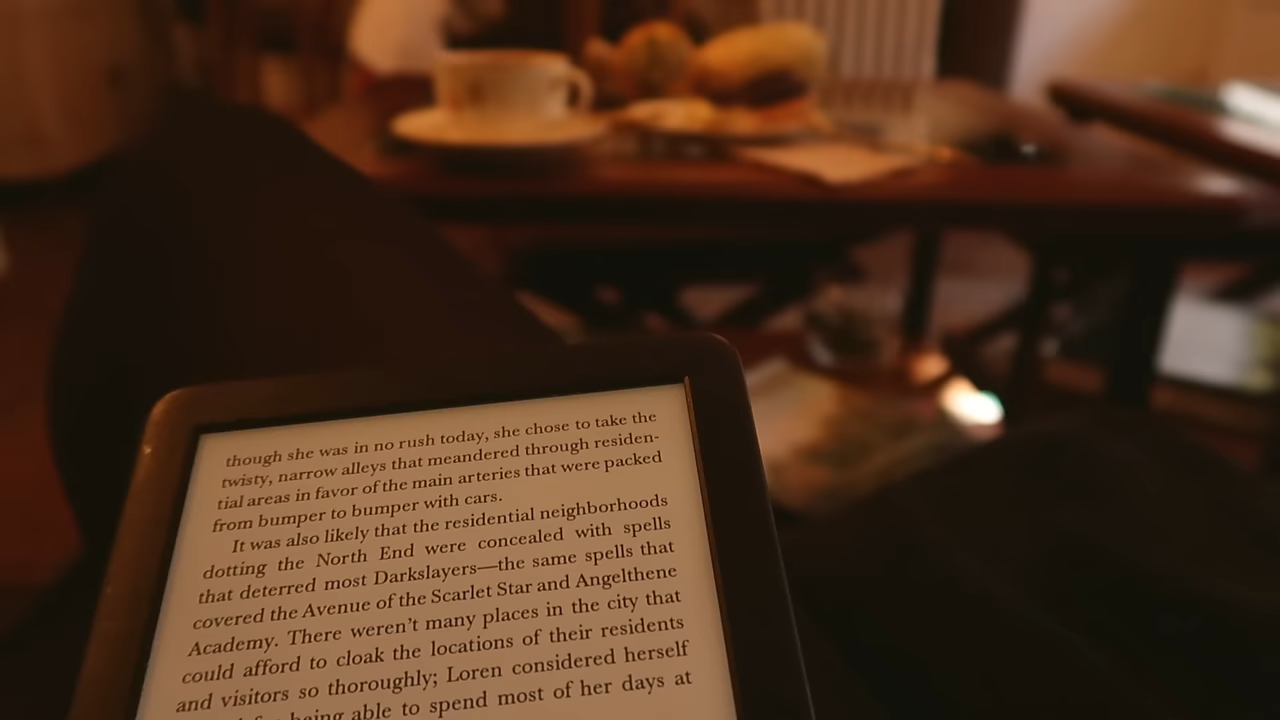 though she was in no rush today, she chose to take the
twisty, narrow alleys that meandered through residen-
tial areas in favor of the main arteries that were packed
from bumper to bumper with cars.
It was also likely that the residential neighborhoods
dotting the North End were concealed with spells
that deterred most Darkslayers—the same spells that
covered the Avenue of the Scarlet Star and Angelthene
Academy. There weren't many places in the city that
could afford to cloak the locations of their residents
and visitors so thoroughly; Loren considered herself
being able to spend most of her days at